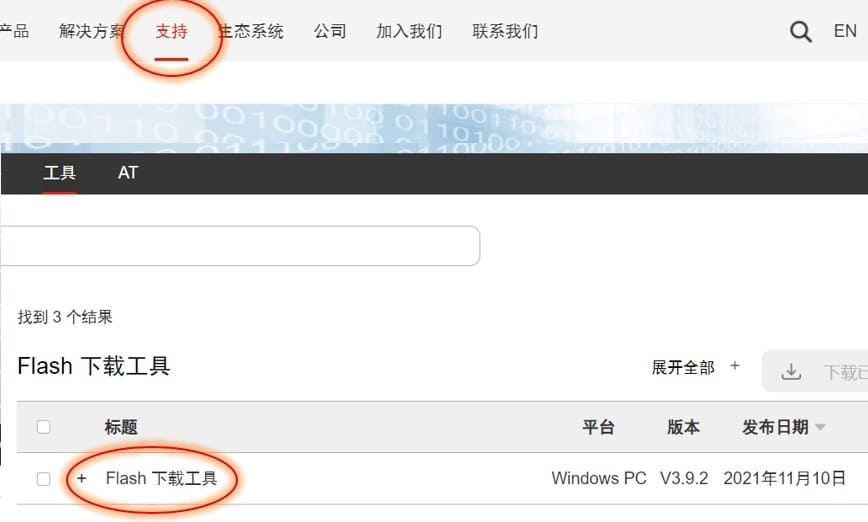 产品 解决方案 支持 生态系统 公司 加入我们 联系我们 EN
工具 AT
找到 3 个结果
Flash 下载工具 展开全部 + 下载已
标题 平台 版本 发布日期
+ Flash 下载工具 Windows PC V3.9.2 2021年11月10日